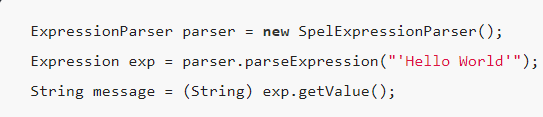 ExpressionParser parser = new SpelExpressionParser();
Expression exp = parser.parseExpression("'Hello World'");
String message = (String) exp.getValue();